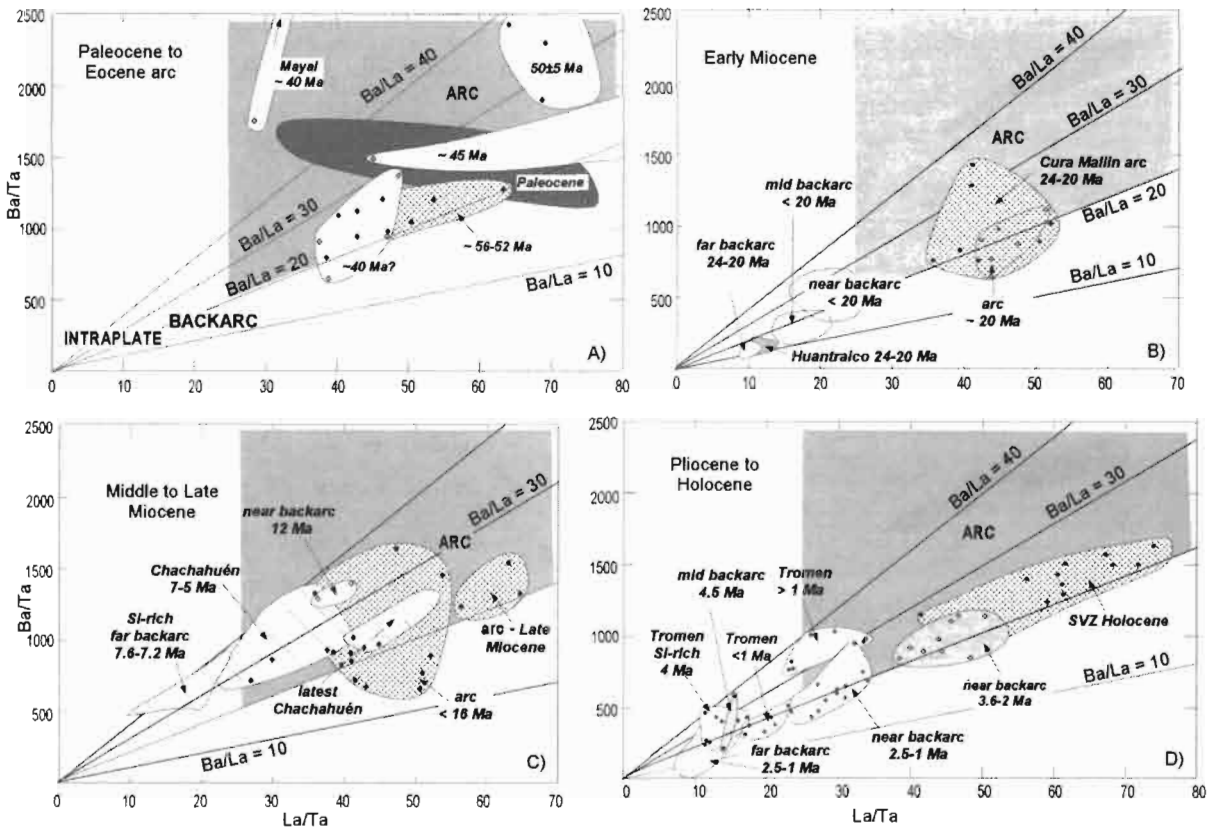 2500
2000
1500
1000
500
Ba/Ta
Paleocene to
Eocene arc
Mayal
~ 40 Ma
Ba/La = 40
ARC
50±5 Ma
~ 45 Ma
Paleocene
Ba/La = 30
Ba/La = 20
~40 Ma?
~ 56-52 Ma
Ba/La = 10
BACKARC
INTRAPLATE
A)
0 10 20 30 40 50 60 70 80
2500
2000
1500
1000
500
0
Early Miocene
Ba/La = 40
Ba/La = 30
ARC
Cura Mallin arc
24-20 Ma
mid backarc
< 20 Ma
Ba/La = 20
far backarc
24-20 Ma
near backarc
< 20 Ma
arc
~ 20 Ma
Ba/La = 10
Huantraico 24-20 Ma
B)
0 10 20 30 40 50 60 70
2500
2000
1500
1000
500
0
Ba/Ta
Middle to Late
Miocene
near backarc
12 Ma
Ba/La = 30
ARC
Chachahuén
7-5 Ma
Si-rich
far backarc
7.6-7.2 Ma
arc - Late
Miocene
latest
Chachahuén
arc
< 16 Ma
Ba/La = 10
C)
0 10 20 30 40 50 60 70
La/Ta
2500
2000
1500
1000
500
0
Pliocene to
Holocene
Ba/La = 40
Ba/La = 30
ARC
mid backarc
4.5 Ma
Tromen
> 1 Ma
Tromen
Si-rich
4 Ma
Tromen
<1 Ma
SVZ Holocene
near backarc
3.6-2 Ma
Ba/La = 10
near backarc
2.5-1 Ma
far backarc
2.5-1 Ma
D)
0 10 20 30 40 50 60 70 80
La/Ta